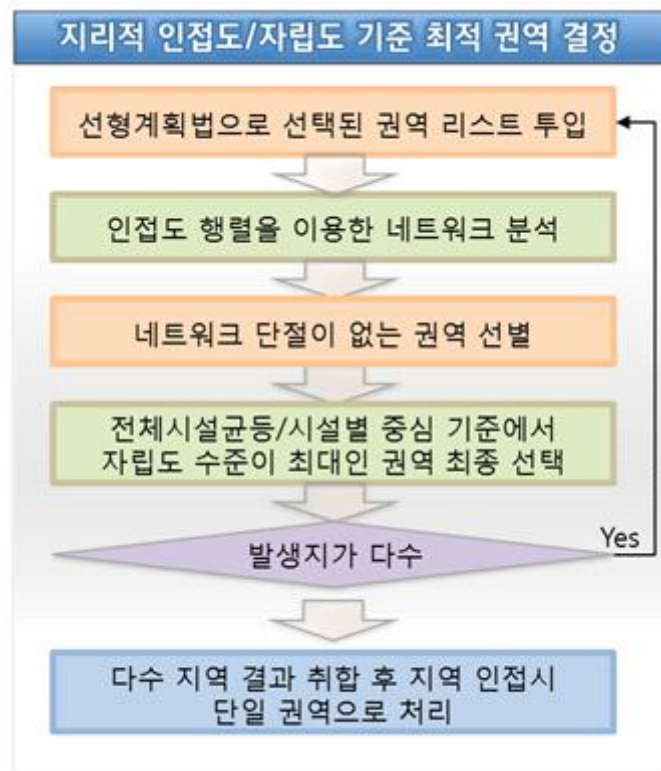 지리적 인접도/자립도 기준 최적 권역 결정
선형계획법으로 선택된 권역 리스트 투입
인접도 행렬을 이용한 네트워크 분석
네트워크 단절이 없는 권역 선별
전체시설균등/시설별 중심 기준에서
자립도 수준이 최대인 권역 최종 선택
발생지가 다수
Yes
다수 지역 결과 취합 후 지역 인접시
단일 권역으로 처리